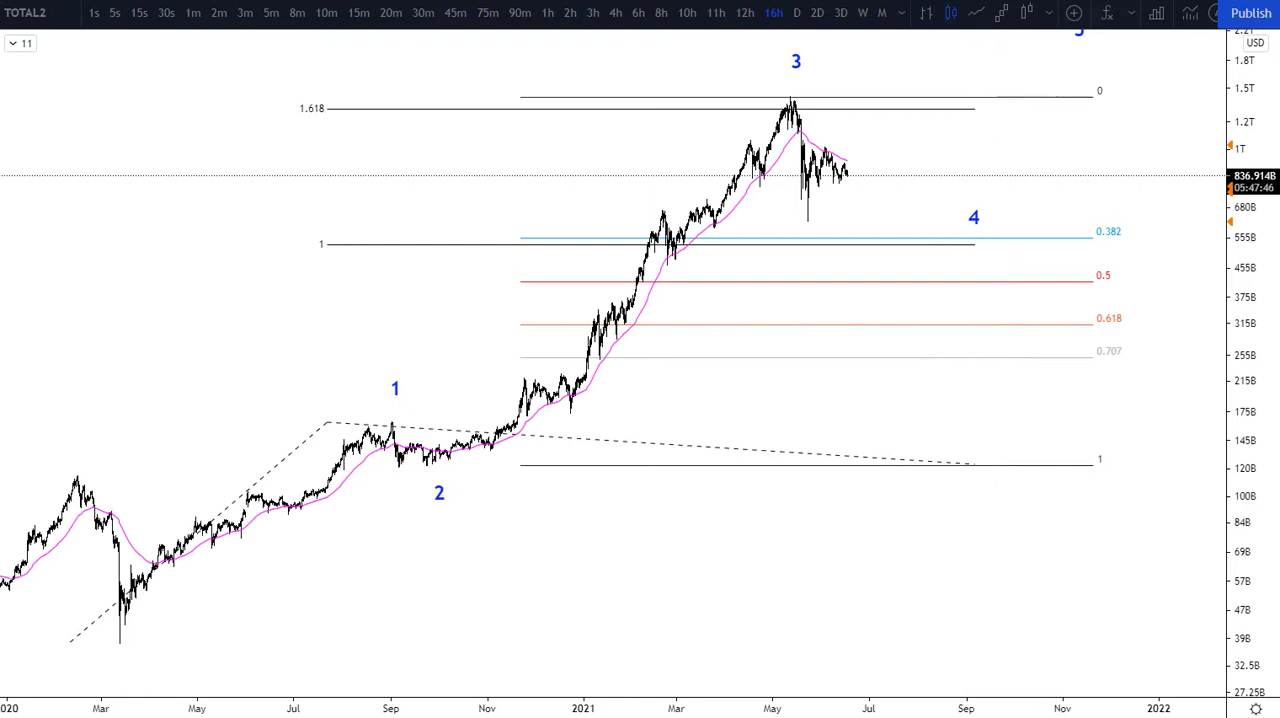 TOTAL2 1s 5s 15s 30s 1m 2m 3m 5m 8m 10m 15m 20m 30m 45m 75m 90m 1h 2h 3h 4h 6h 8h 10h 11h 12h 16h D 2D 3D W M Publish
11
USD
2.2T
1.8T
1.5T
1.2T
1T
836.914B
05:47:46
680B
555B
455B
375B
315B
255B
215B
175B
145B
120B
100B
84B
69B
57B
47B
39B
32.5B
27.25B
3
1.618
0
4
0.382
1
0.5
0.618
0.707
1
1
2
2020 Mar May Jul Sep Nov 2021 Mar May Jul Sep Nov 2022